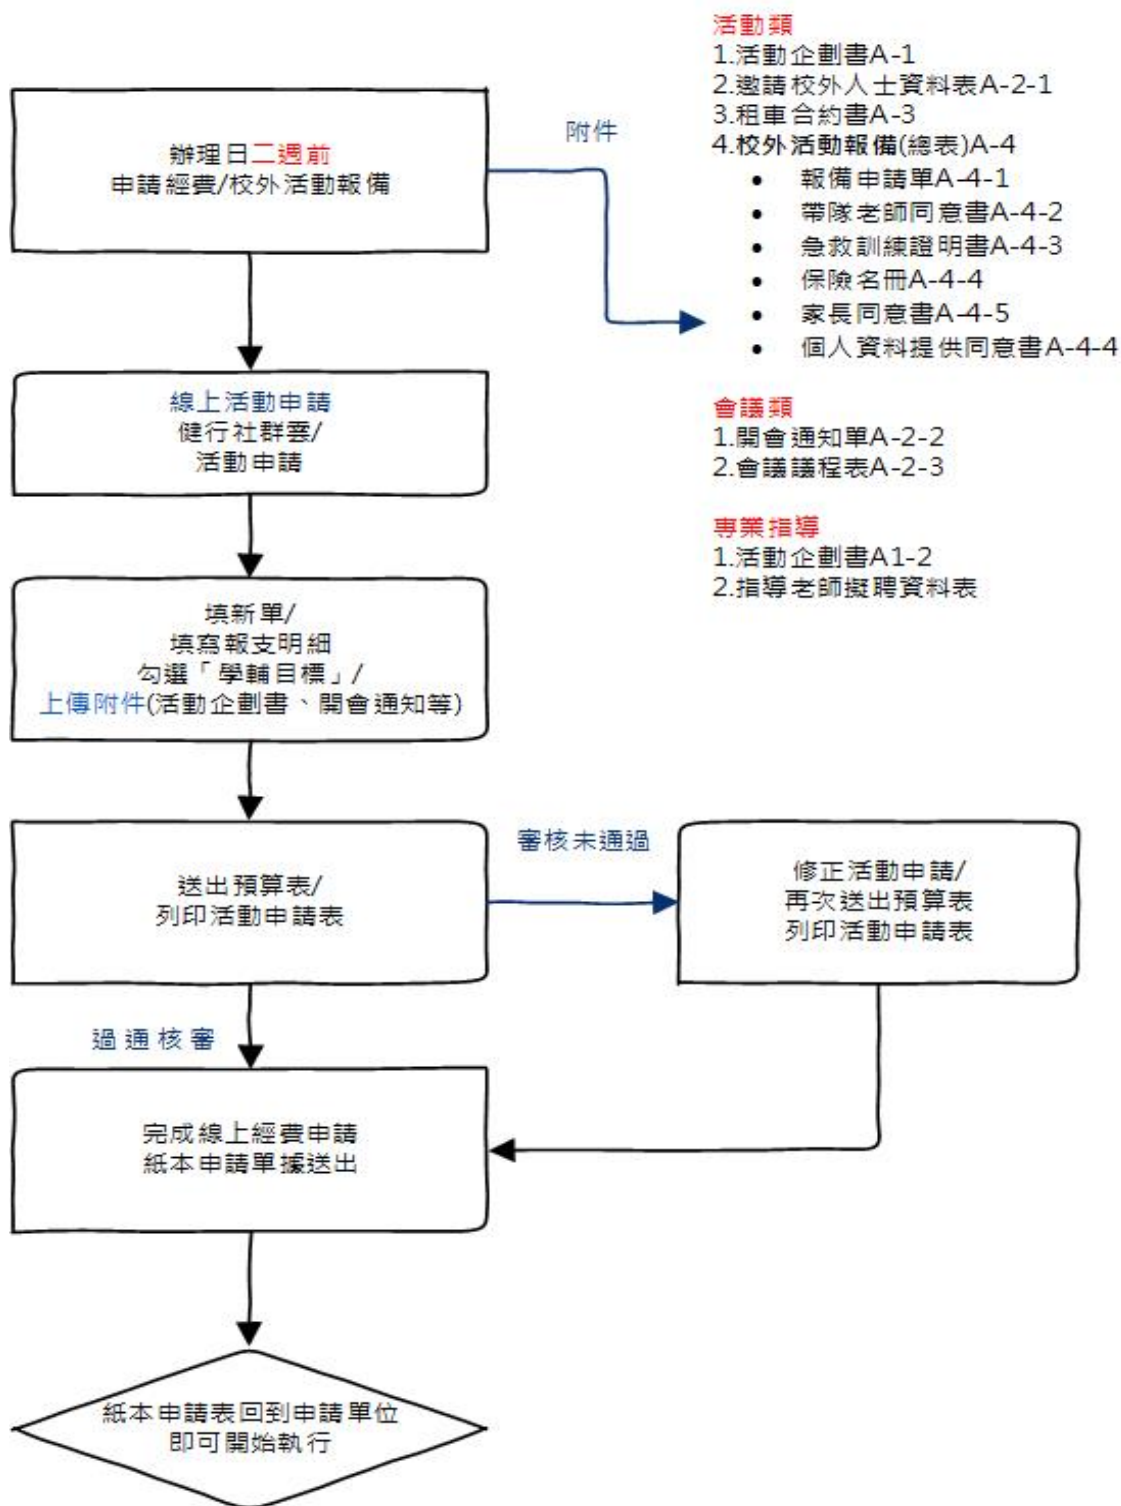 辦理日二週前
申請經費/校外活動報備
附件
活動類
1.活動企劃書A-1
2.邀請校外人士資料表A-2-1
3.租車合約書A-3
4.校外活動報備(總表)A-4
• 報備申請單A-4-1
• 帶隊老師同意書A-4-2
• 急救訓練證明書A-4-3
• 保險名冊A-4-4
• 家長同意書A-4-5
• 個人資料提供同意書A-4-4
會議類
1.開會通知單A-2-2
2.會議議程表A-2-3
專業指導
1.活動企劃書A1-2
2.指導老師擬聘資料表
線上活動申請
健行社群雲/
活動申請
填新單/
填寫報支明細
勾選「學輔目標」/
上傳附件(活動企劃書、開會通知等)
送出預算表/
列印活動申請表
審核未通過
修正活動申請/
再次送出預算表
列印活動申請表
過通核審
完成線上經費申請
紙本申請單據送出
紙本申請表回到申請單位
即可開始執行